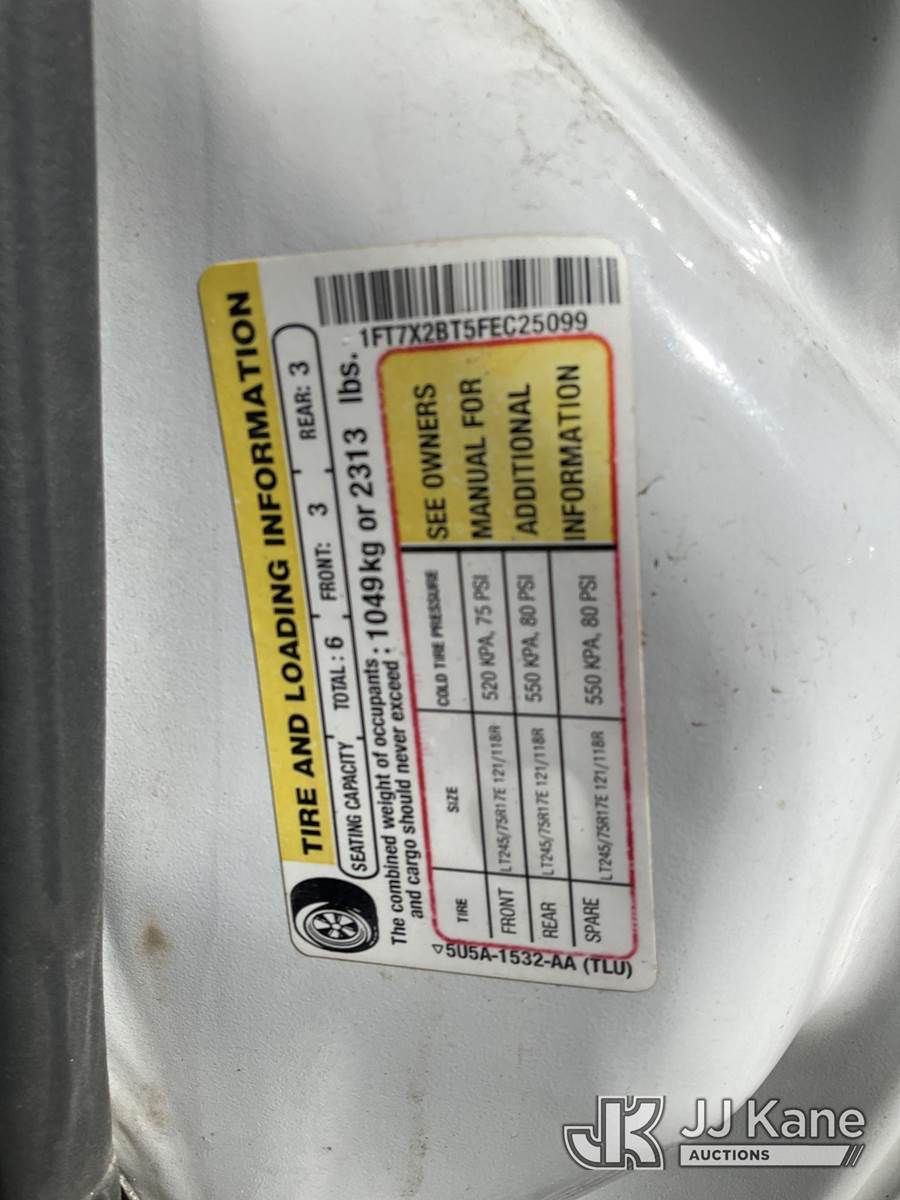 TIRE AND LOADING INFORMATION
SEATING CAPACITY TOTAL : 6 FRONT: 3 REAR: 3
The combined weight of occupants : 1049kg or 2313 lbs.
and cargo should never exceed :
1FT7X2BT5FEC25099
TIRE SIZE COLD TIRE PRESSURE
FRONT LT245/75R17E 121/118R 520 KPA, 75 PSI
REAR LT245/75R17E 121/118R 550 KPA, 80 PSI
SPARE LT245/75R17E 121/118R 550 KPA, 80 PSI
SEE OWNERS
MANUAL FOR
ADDITIONAL
INFORMATION
5U5A-1532-AA (TLU)
JK JJ Kane
AUCTIONS